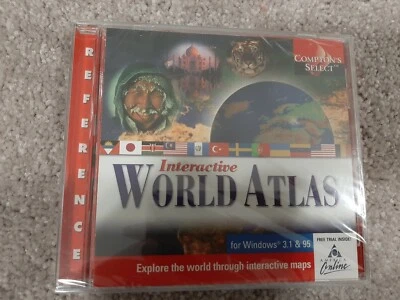 REFERENCE
COMPTON'S
SELECT
Interactive
WORLD ATLAS
for Windows® 3.1 & 95
FREE TRIAL INSIDE!
AMERICA
Online
Explore the world through interactive maps